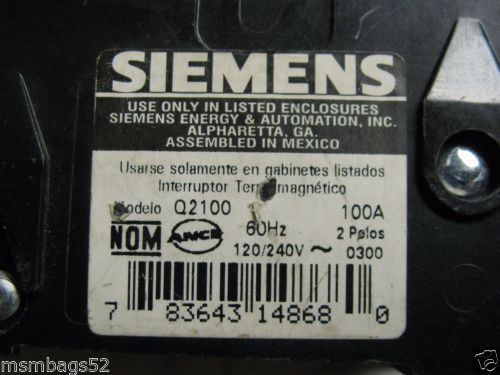 SIEMENS
USE ONLY IN LISTED ENCLOSURES
SIEMENS ENERGY & AUTOMATION, INC.
ALPHARETTA, GA.
ASSEMBLED IN MEXICO
Usarse solamente en gabinetes listados
Interruptor Termomagnético
Modelo Q2100 100A
NOM ANCE 60Hz 2 Polos
120/240V ~ 0300
7 83643 14868 0
msmbags52
msmbags52